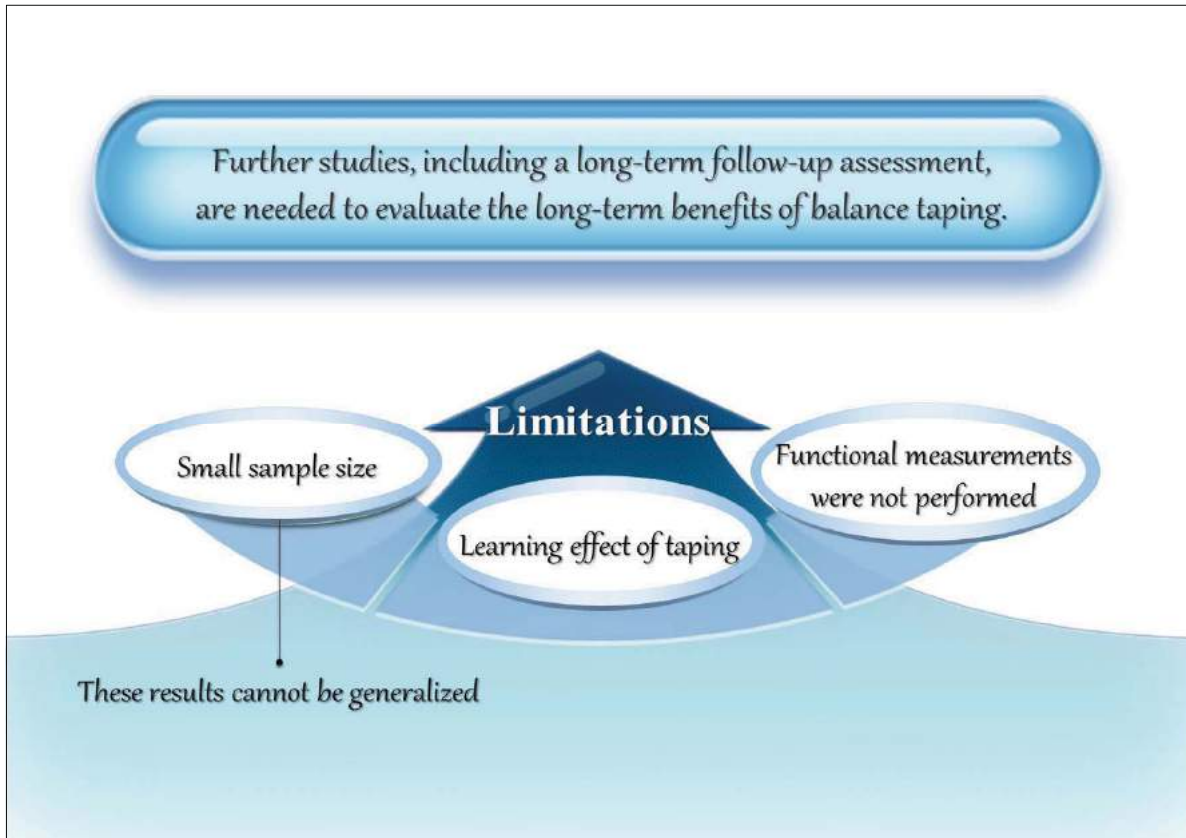 Further studies, including a long-term follow-up assessment,
are needed to evaluate the long-term benefits of balance taping.
Limitations
Small sample size
Learning effect of taping
Functional measurements
were not performed
These results cannot be generalized